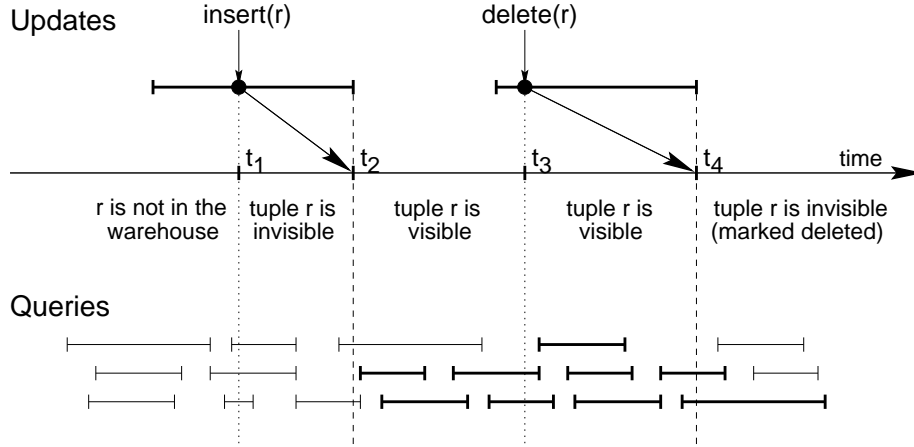 Updates
insert(r)
delete(r)
t1
t2
t3
t4
time
r is not in the
warehouse
tuple r is
invisible
tuple r is
visible
tuple r is
visible
tuple r is invisible
(marked deleted)
Queries